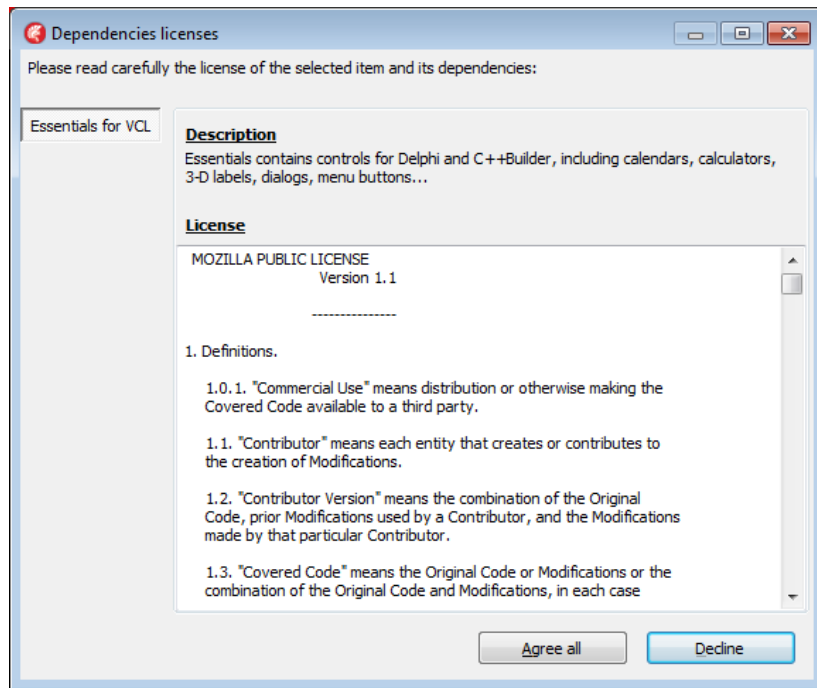 Dependencies licenses
Please read carefully the license of the selected item and its dependencies:
Essentials for VCL
Description
Essentials contains controls for Delphi and C++Builder, including calendars, calculators,
3-D labels, dialogs, menu buttons...
License
MOZILLA PUBLIC LICENSE
Version 1.1
---------------
1. Definitions.
1.0.1. "Commercial Use" means distribution or otherwise making the
Covered Code available to a third party.
1.1. "Contributor" means each entity that creates or contributes to
the creation of Modifications.
1.2. "Contributor Version" means the combination of the Original
Code, prior Modifications used by a Contributor, and the Modifications
made by that particular Contributor.
1.3. "Covered Code" means the Original Code or Modifications or the
combination of the Original Code and Modifications, in each case
Agree all
Decline